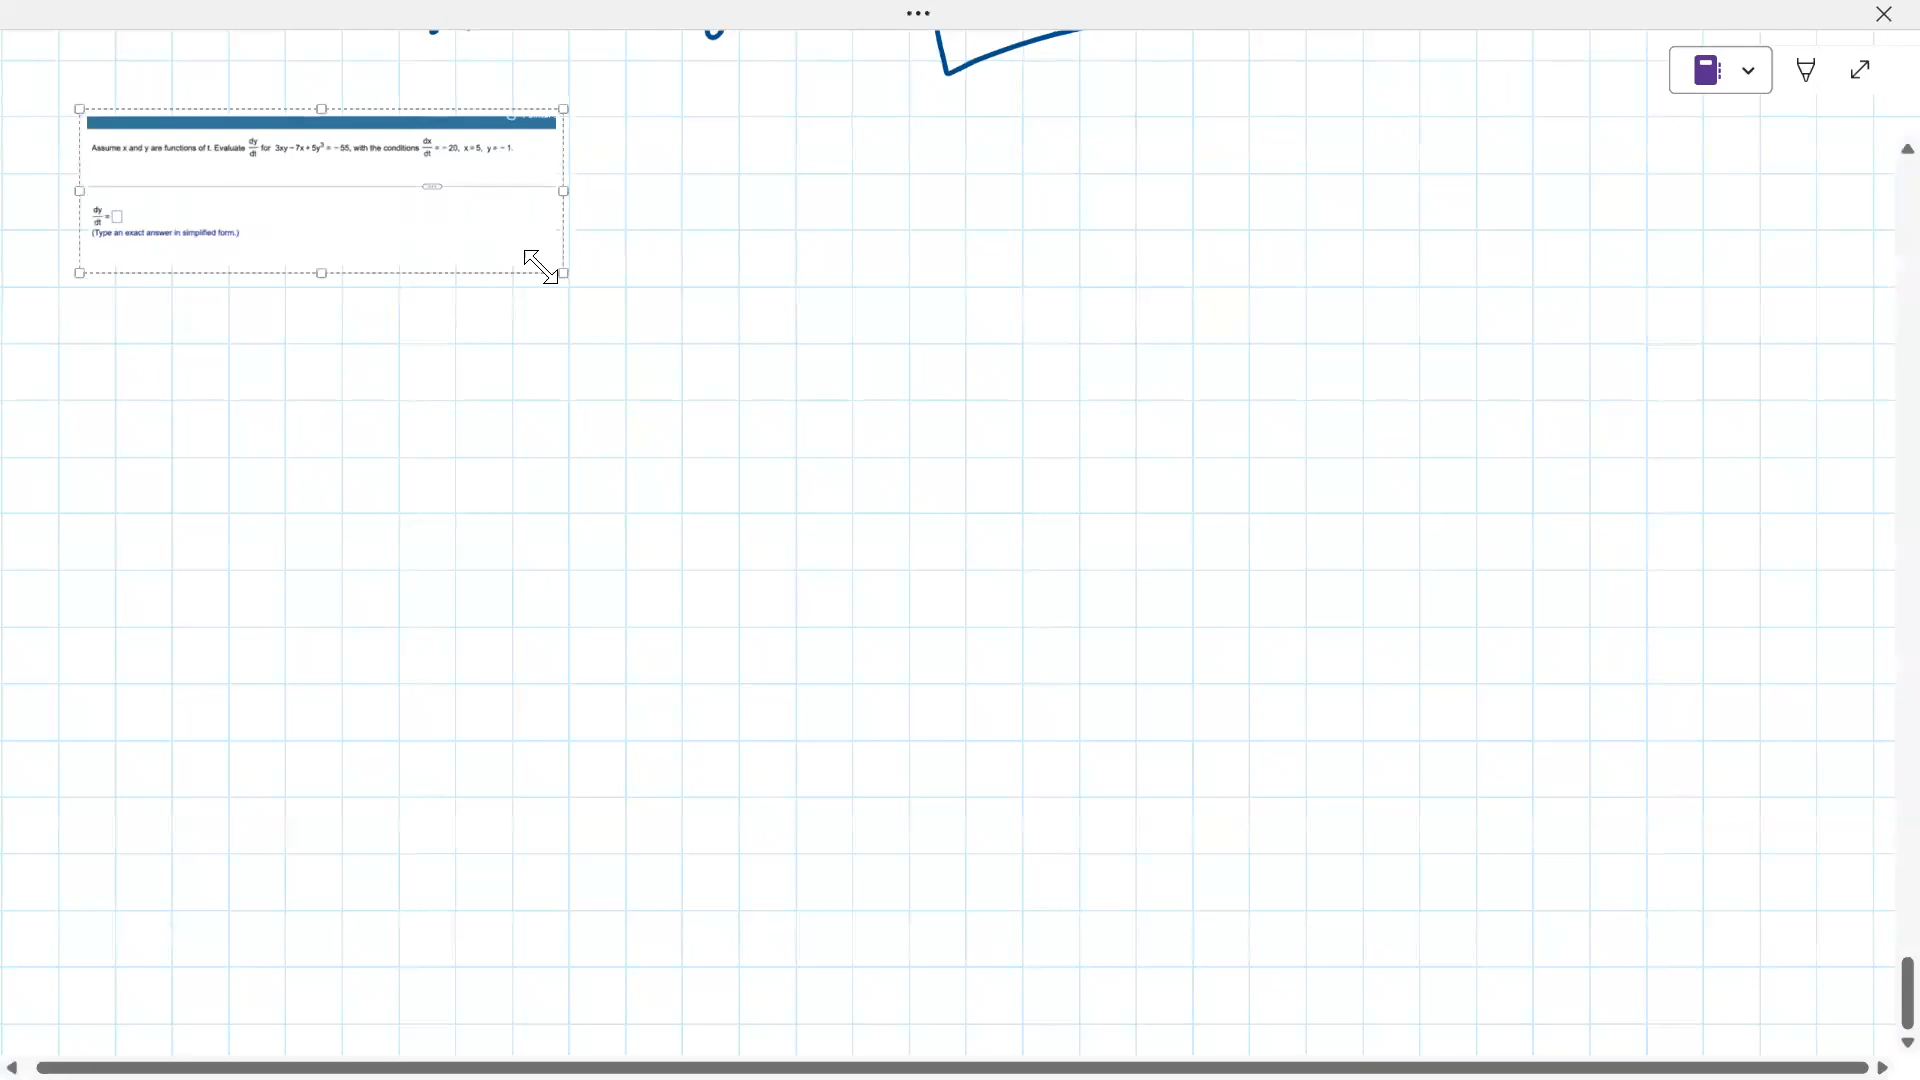 Assume x and y are functions of t. Evaluate dy/dt for 3xy − 7x + 5y³ = − 55, with the conditions dx/dt = − 20, x = 5, y = − 1.
dy/dt =
(Type an exact answer in simplified form.)